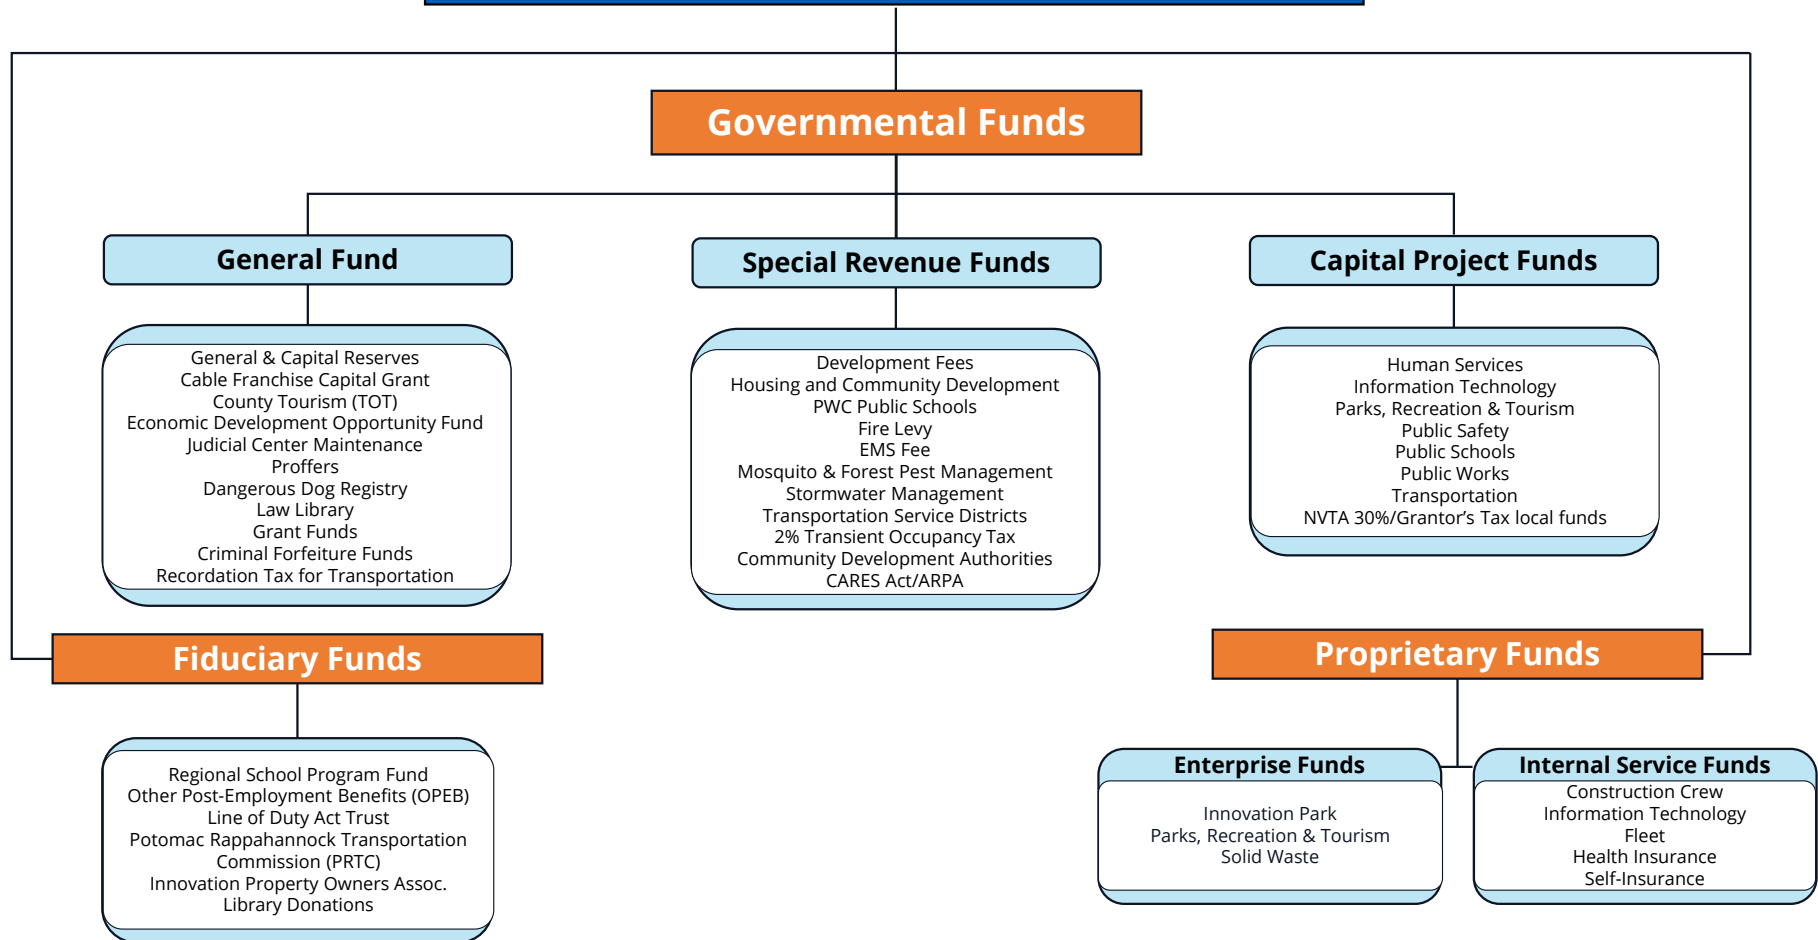 Governmental Funds
General Fund
General & Capital Reserves
Cable Franchise Capital Grant
County Tourism (TOT)
Economic Development Opportunity Fund
Judicial Center Maintenance
Proffers
Dangerous Dog Registry
Law Library
Grant Funds
Criminal Forfeiture Funds
Recordation Tax for Transportation
Special Revenue Funds
Development Fees
Housing and Community Development
PWC Public Schools
Fire Levy
EMS Fee
Mosquito & Forest Pest Management
Stormwater Management
Transportation Service Districts
2% Transient Occupancy Tax
Community Development Authorities
CARES Act/ARPA
Capital Project Funds
Human Services
Information Technology
Parks, Recreation & Tourism
Public Safety
Public Schools
Public Works
Transportation
NVTA 30%/Grantor’s Tax local funds
Fiduciary Funds
Regional School Program Fund
Other Post-Employment Benefits (OPEB)
Line of Duty Act Trust
Potomac Rappahannock Transportation
Commission (PRTC)
Innovation Property Owners Assoc.
Library Donations
Proprietary Funds
Enterprise Funds
Innovation Park
Parks, Recreation & Tourism
Solid Waste
Internal Service Funds
Construction Crew
Information Technology
Fleet
Health Insurance
Self-Insurance